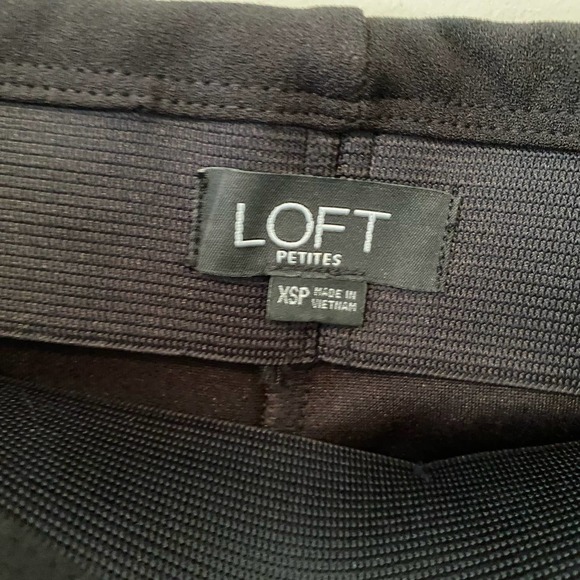 LOFT
PETITES
XSP MADE IN
VIETNAM